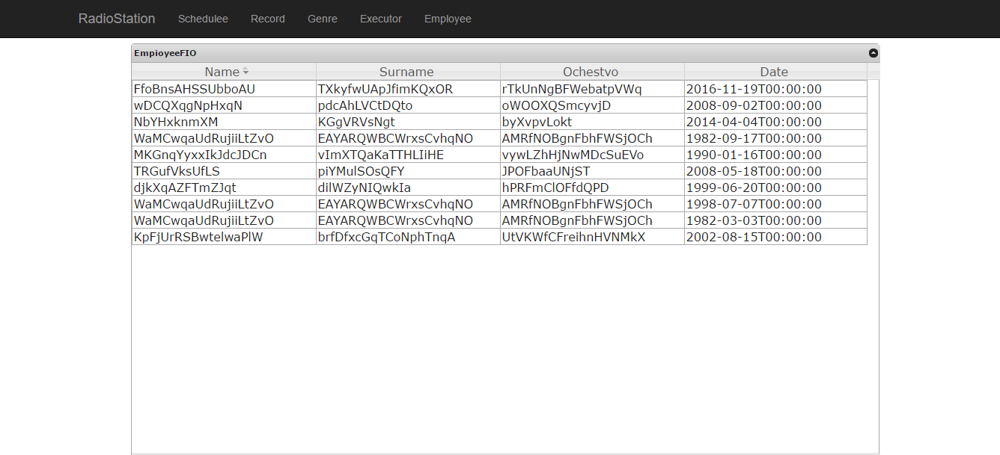 RadioStation Schedulee Record Genre Executor Employee
EmployeeFIO
Name Surname Ochestvo Date
FfoBnsAHSSUbboAU TXkyfwUApJfimKQxOR rTkUnNgBFWebatpVWq 2016-11-19T00:00:00
wDCQXqgNpHxqN pdcAhLVCtDQto oWOOXQSmcyvjD 2008-09-02T00:00:00
NbYHxknmXM KGgVRVsNgt byXvpvLokt 2014-04-04T00:00:00
WaMCwqaUdRujiiLtZvO EAYARQWBCWrxsCvhqNO AMRfNOBgnFbhFWSjOCh 1982-09-17T00:00:00
MKGnqYyxxIkJdcJDCn vImXTQaKaTTHLIiHE vywLZhHjNwMDcSuEVo 1990-01-16T00:00:00
TRGufVksUfLS piYMulSOsQFY JPOFbaaUNjST 2008-05-18T00:00:00
djkXqAZFTmZJqt dilWZyNIQwkIa hPRFmClOFfdQPD 1999-06-20T00:00:00
WaMCwqaUdRujiiLtZvO EAYARQWBCWrxsCvhqNO AMRfNOBgnFbhFWSjOCh 1998-07-07T00:00:00
WaMCwqaUdRujiiLtZvO EAYARQWBCWrxsCvhqNO AMRfNOBgnFbhFWSjOCh 1982-03-03T00:00:00
KpFjUrRSBwtelwaPlW brfDfxcGqTCoNphTnqA UtVKWfCFreihnHVNMkX 2002-08-15T00:00:00